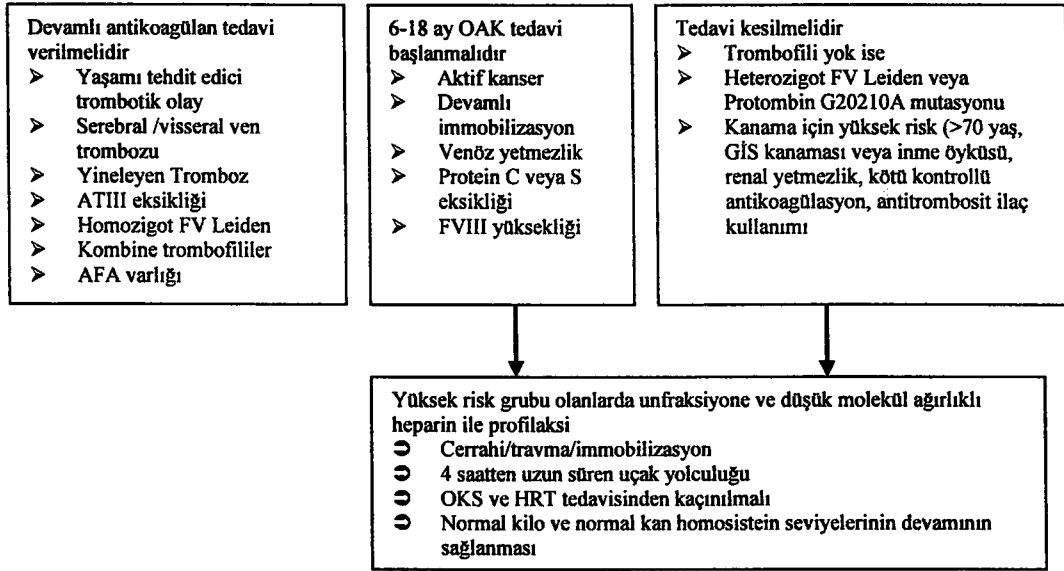 Devamlı antikoagülan tedavi
verilmelidir
➢ Yaşamı tehdit edici
trombotik olay
➢ Serebral /visseral ven
trombozu
➢ Yineleyen Tromboz
➢ ATIII eksikliği
➢ Homozigot FV Leiden
➢ Kombine trombofililer
➢ AFA varlığı
6-18 ay OAK tedavi
başlanmalıdır
➢ Aktif kanser
➢ Devamlı
immobilizasyon
➢ Venöz yetmezlik
➢ Protein C veya S
eksikliği
➢ FVIII yüksekliği
Tedavi kesilmelidir
➢ Trombofili yok ise
➢ Heterozigot FV Leiden veya
Protombin G20210A mutasyonu
➢ Kanama için yüksek risk (>70 yaş,
GİS kanaması veya inme öyküsü,
renal yetmezlik, kötü kontrollü
antikoagülasyon, antitrombosit ilaç
kullanımı
Yüksek risk grubu olanlarda unfraksiyone ve düşük molekül ağırlıklı
heparin ile profilaksi
➲ Cerrahi/travma/immobilizasyon
➲ 4 saatten uzun süren uçak yolculuğu
➲ OKS ve HRT tedavisinden kaçınılmalı
➲ Normal kilo ve normal kan homosistein seviyelerinin devamının
sağlanması